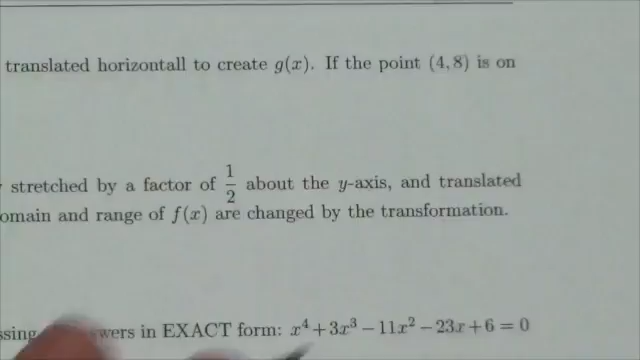 translated horizontall to create g(x). If the point (4, 8) is on
stretched by a factor of 1/2 about the y-axis, and translated
omain and range of f(x) are changed by the transformation.
in EXACT form: x⁴ + 3x³ − 11x² − 23x + 6 = 0